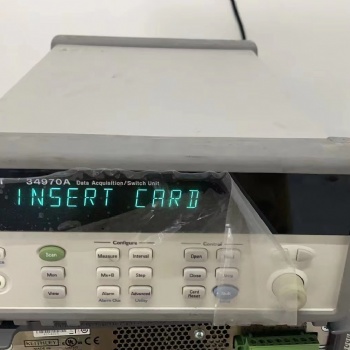 34970A
Data Acquisition/Switch Unit
INSERT CARD
Configure
Scan
Measure
Interval
Open
Mon
Mx+B
Step
Close
View
Alarm
Advanced
Card
Reset
Utility